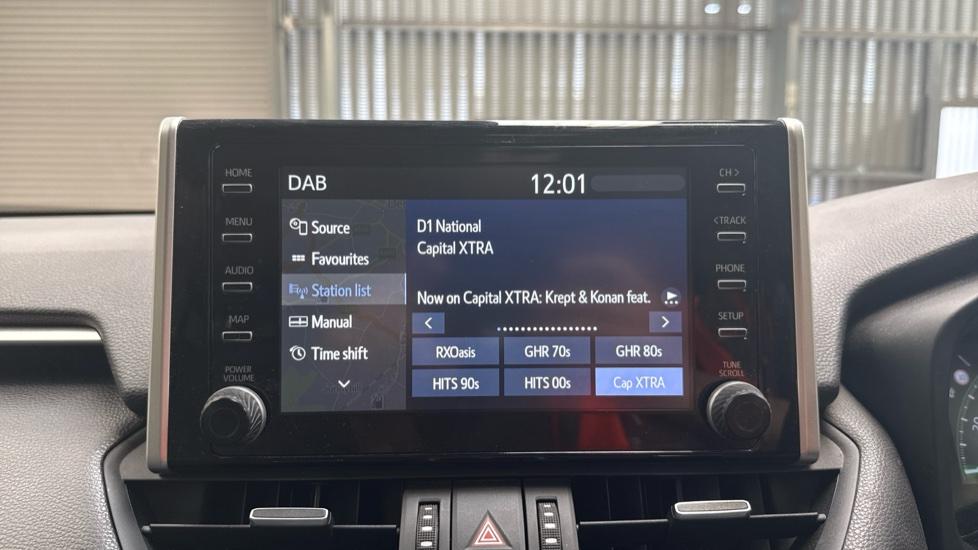 HOME
MENU
AUDIO
MAP
POWER
VOLUME
DAB
12:01
Source
Favourites
Station list
Manual
Time shift
D1 National
Capital XTRA
Now on Capital XTRA: Krept & Konan feat.
< >
RXOasis GHR 70s GHR 80s
HITS 90s HITS 00s Cap XTRA
CH >
< TRACK
PHONE
SETUP
TUNE
SCROLL